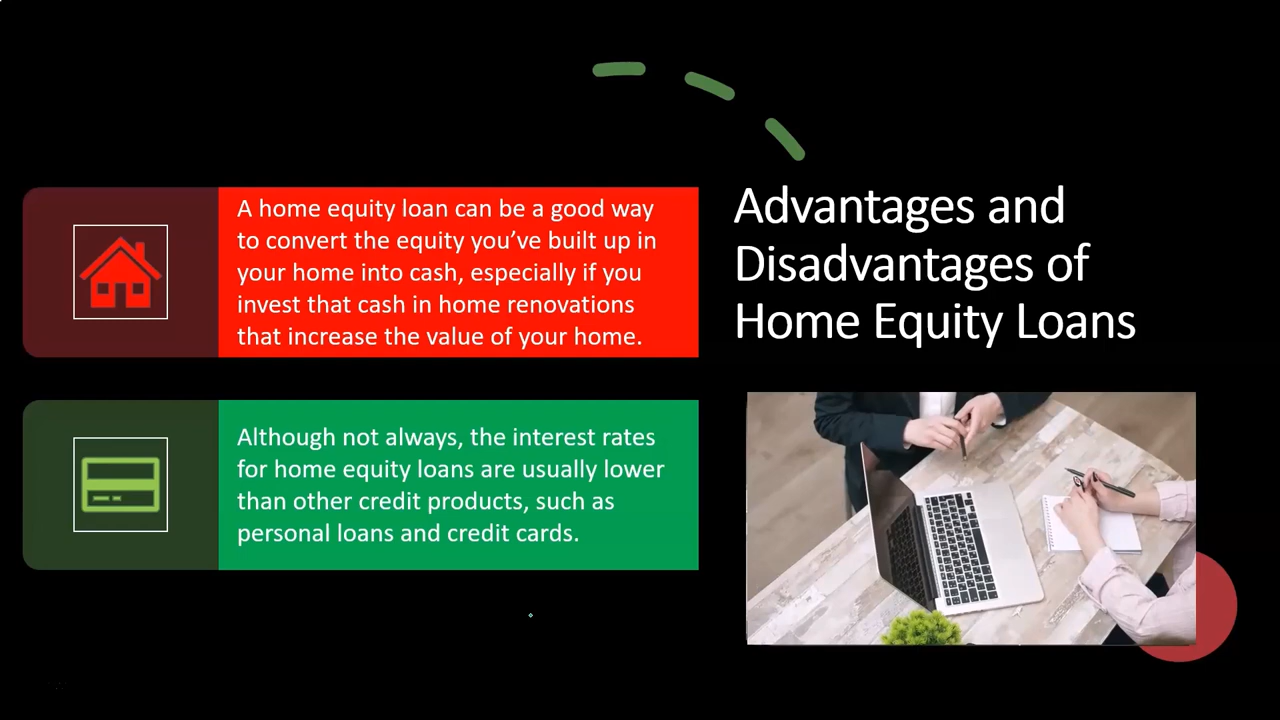 Advantages and
Disadvantages of
Home Equity Loans
A home equity loan can be a good way
to convert the equity you’ve built up in
your home into cash, especially if you
invest that cash in home renovations
that increase the value of your home.
Although not always, the interest rates
for home equity loans are usually lower
than other credit products, such as
personal loans and credit cards.